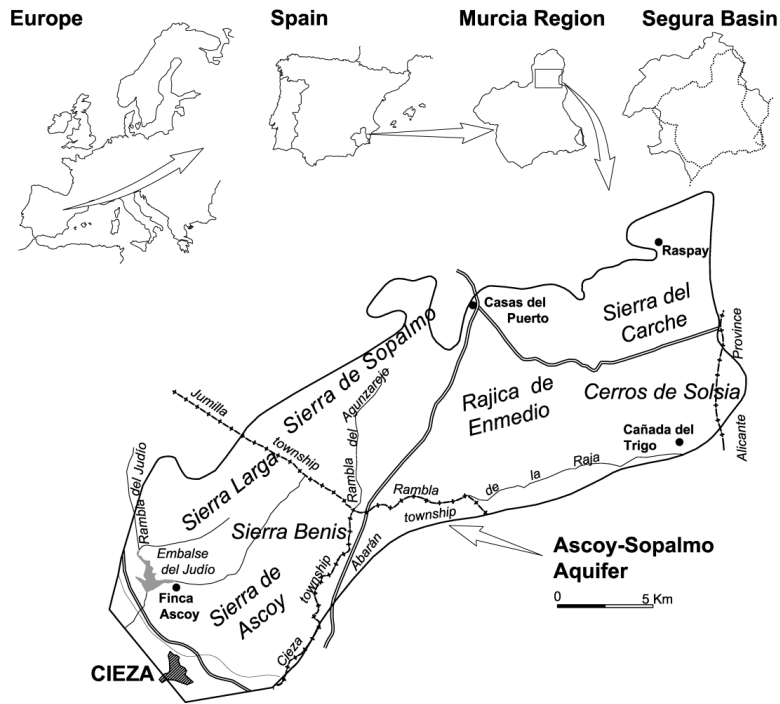 Europe
Spain
Murcia Region
Segura Basin
Raspay
Casas del
Puerto
Sierra del
Carche
Province
Alicante
Sierra de Sopalmo
Jumilla
township
Rambla del Agunzareje
Rajica de
Enmedio
Cerros de Solsia
Cañada del
Trigo
Rambla del Judío
Sierra Larga
Rambla
de la Raja
township
Sierra Benis
Abarán
Embalse
del Judío
township
Ascoy-Sopalmo
Aquifer
Finca
Ascoy
Sierra de
Ascoy
0 5 Km
Cieza
CIEZA